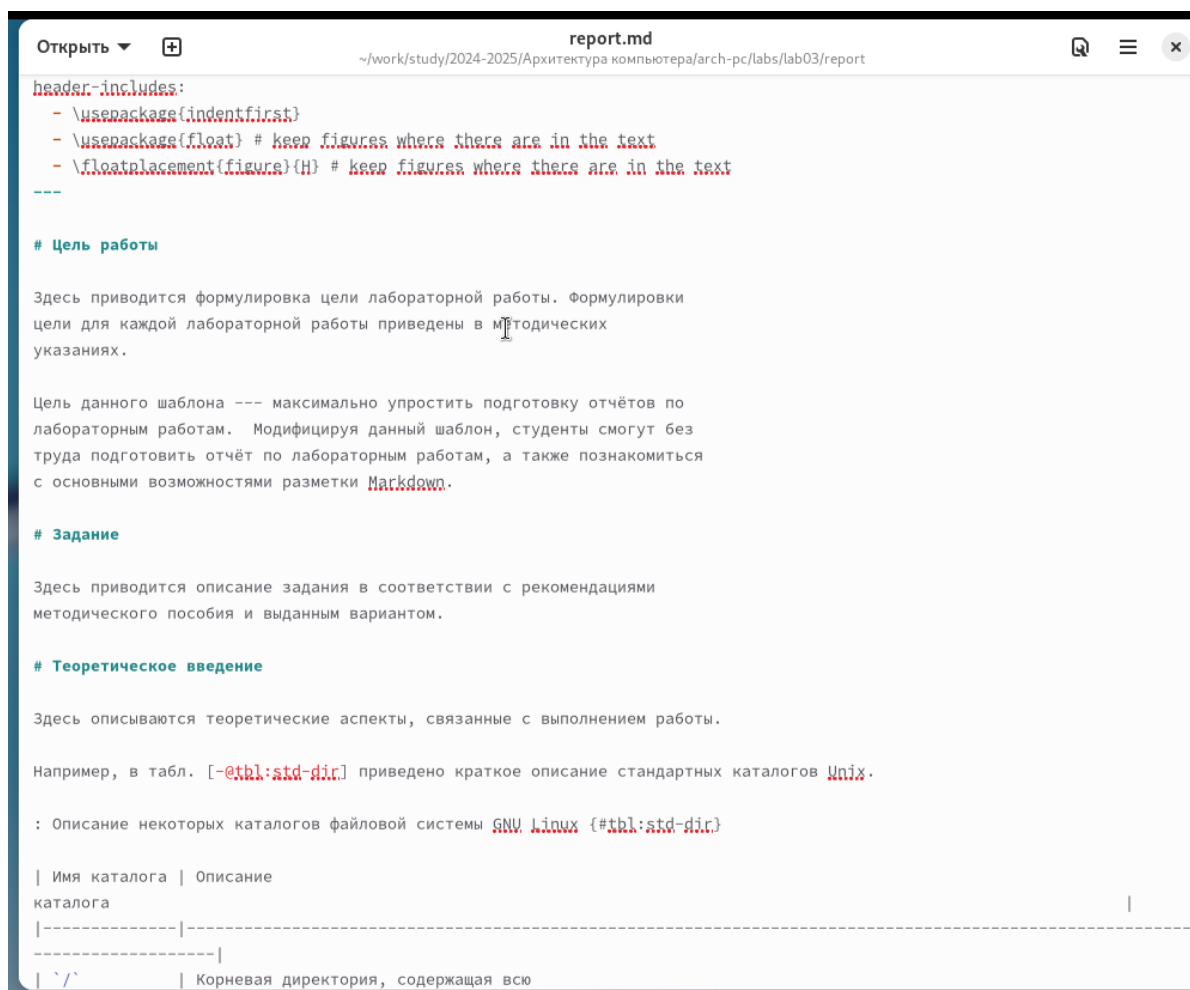 Открыть
report.md
~/work/study/2024-2025/Архитектура компьютера/arch-pc/labs/lab03/report
header-includes:
  - \usepackage{indentfirst}
  - \usepackage{float} # keep figures where there are in the text
  - \floatplacement{figure}{H} # keep figures where there are in the text
---
# Цель работы
Здесь приводится формулировка цели лабораторной работы. Формулировки
цели для каждой лабораторной работы приведены в методических
указаниях.
Цель данного шаблона --- максимально упростить подготовку отчётов по
лабораторным работам.  Модифицируя данный шаблон, студенты смогут без
труда подготовить отчёт по лабораторным работам, а также познакомиться
с основными возможностями разметки Markdown.
# Задание
Здесь приводится описание задания в соответствии с рекомендациями
методического пособия и выданным вариантом.
# Теоретическое введение
Здесь описываются теоретические аспекты, связанные с выполнением работы.
Например, в табл. [-@tbl:std-dir] приведено краткое описание стандартных каталогов Unix.
: Описание некоторых каталогов файловой системы GNU Linux {#tbl:std-dir}
| Имя каталога | Описание
каталога |
|--------------|---------------------------------------------------------------------------------------------------------
-------------------|
| `/` | Корневая директория, содержащая всю